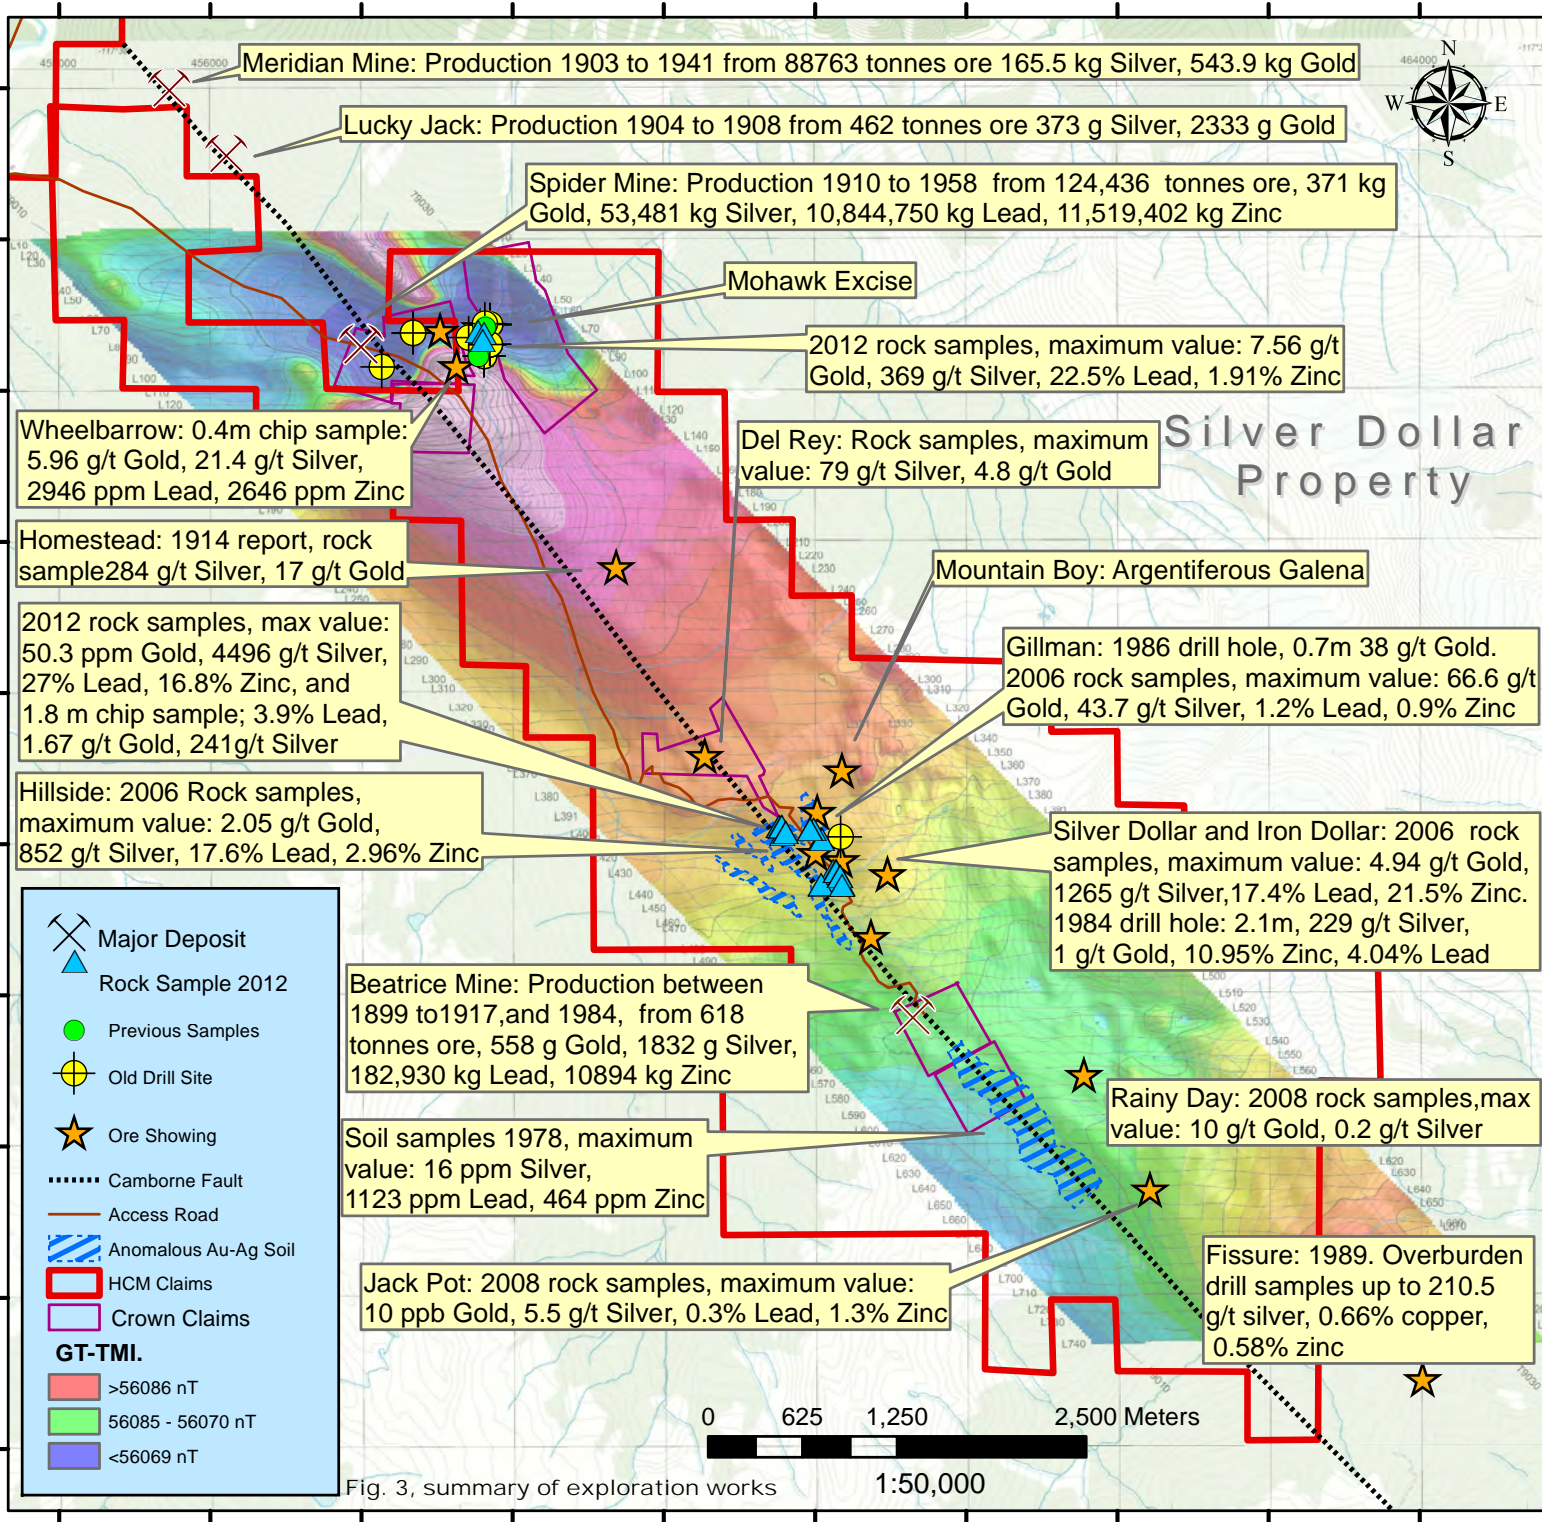 456000
464000
N
W E
S
Meridian Mine: Production 1903 to 1941 from 88763 tonnes ore 165.5 kg Silver, 543.9 kg Gold
Lucky Jack: Production 1904 to 1908 from 462 tonnes ore 373 g Silver, 2333 g Gold
Spider Mine: Production 1910 to 1958 from 124,436 tonnes ore, 371 kg
Gold, 53,481 kg Silver, 10,844,750 kg Lead, 11,519,402 kg Zinc
Mohawk Excise
2012 rock samples, maximum value: 7.56 g/t
Gold, 369 g/t Silver, 22.5% Lead, 1.91% Zinc
Silver Dollar
Property
Wheelbarrow: 0.4m chip sample:
5.96 g/t Gold, 21.4 g/t Silver,
2946 ppm Lead, 2646 ppm Zinc
Del Rey: Rock samples, maximum
value: 79 g/t Silver, 4.8 g/t Gold
Homestead: 1914 report, rock
sample284 g/t Silver, 17 g/t Gold
Mountain Boy: Argentiferous Galena
2012 rock samples, max value:
50.3 ppm Gold, 4496 g/t Silver,
27% Lead, 16.8% Zinc, and
1.8 m chip sample; 3.9% Lead,
1.67 g/t Gold, 241g/t Silver
Gillman: 1986 drill hole, 0.7m 38 g/t Gold.
2006 rock samples, maximum value: 66.6 g/t
Gold, 43.7 g/t Silver, 1.2% Lead, 0.9% Zinc
Hillside: 2006 Rock samples,
maximum value: 2.05 g/t Gold,
852 g/t Silver, 17.6% Lead, 2.96% Zinc
Silver Dollar and Iron Dollar: 2006 rock
samples, maximum value: 4.94 g/t Gold,
1265 g/t Silver,17.4% Lead, 21.5% Zinc.
1984 drill hole: 2.1m, 229 g/t Silver,
1 g/t Gold, 10.95% Zinc, 4.04% Lead
Beatrice Mine: Production between
1899 to1917,and 1984, from 618
tonnes ore, 558 g Gold, 1832 g Silver,
182,930 kg Lead, 10894 kg Zinc
Rainy Day: 2008 rock samples,max
value: 10 g/t Gold, 0.2 g/t Silver
Soil samples 1978, maximum
value: 16 ppm Silver,
1123 ppm Lead, 464 ppm Zinc
Fissure: 1989. Overburden
drill samples up to 210.5
g/t silver, 0.66% copper,
0.58% zinc
Jack Pot: 2008 rock samples, maximum value:
10 ppb Gold, 5.5 g/t Silver, 0.3% Lead, 1.3% Zinc
Major Deposit
Rock Sample 2012
Previous Samples
Old Drill Site
Ore Showing
Camborne Fault
Access Road
Anomalous Au-Ag Soil
HCM Claims
Crown Claims
GT-TMI.
>56086 nT
56085 - 56070 nT
<56069 nT
0 625 1,250 2,500 Meters
1:50,000
Fig. 3, summary of exploration works